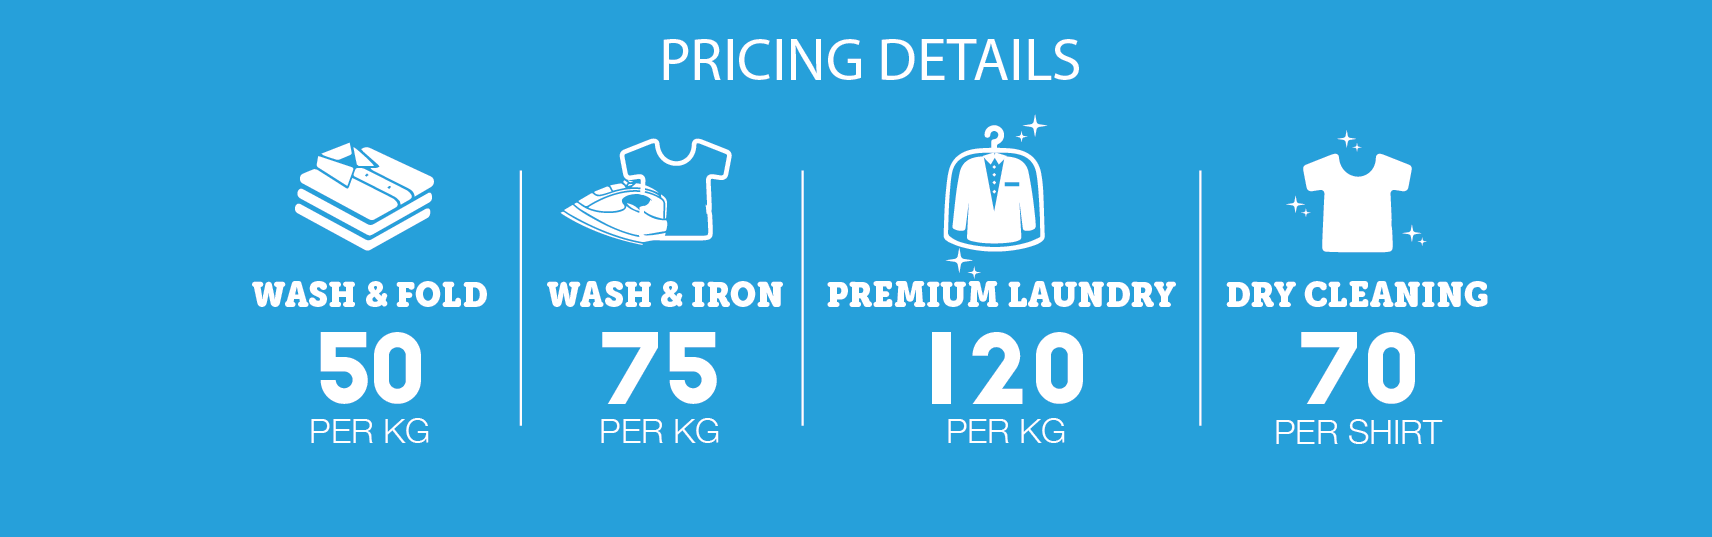 PRICING DETAILS
WASH & FOLD
50
PER KG
WASH & IRON
75
PER KG
PREMIUM LAUNDRY
120
PER KG
DRY CLEANING
70
PER SHIRT